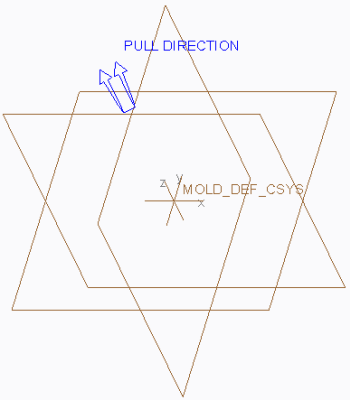 PULL DIRECTION
z y
MOLD_DEF_CSYS
x